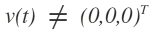 v(t) ≠ (0,0,0)ᵀ